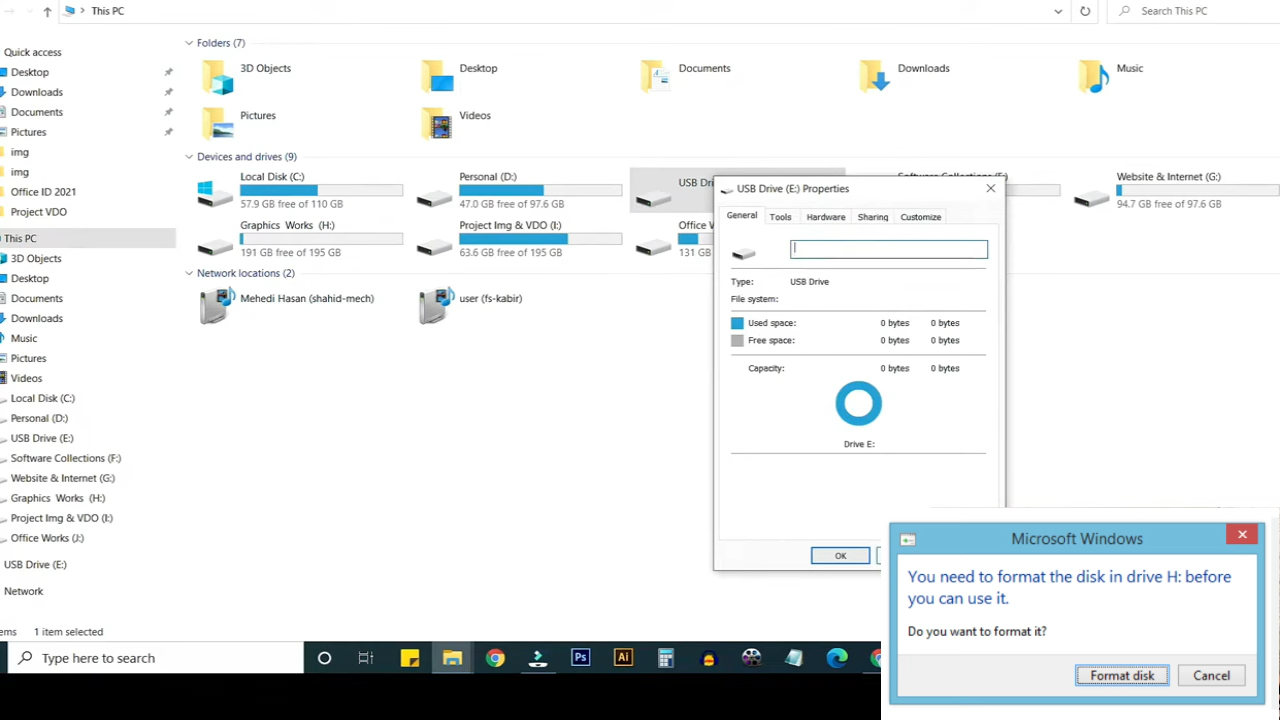 This PC
Search This PC
Quick access
Desktop
Downloads
Documents
Pictures
img
img
Office ID 2021
Project VDO
This PC
3D Objects
Desktop
Documents
Downloads
Music
Pictures
Videos
Local Disk (C:)
Personal (D:)
USB Drive (E:)
Software Collections (F:)
Website & Internet (G:)
Graphics Works (H:)
Project Img & VDO (I:)
Office Works (J:)
USB Drive (E:)
Network
1 item selected
Folders (7)
3D Objects
Desktop
Documents
Downloads
Music
Pictures
Videos
Devices and drives (9)
Local Disk (C:)
57.9 GB free of 110 GB
Personal (D:)
47.0 GB free of 97.6 GB
USB
Website & Internet (G:)
94.7 GB free of 97.6 GB
Graphics Works (H:)
191 GB free of 195 GB
Project Img & VDO (I:)
63.6 GB free of 195 GB
Office
131 GB
Network locations (2)
Mehedi Hasan (shahid-mech)
user (fs-kabir)
USB Drive (E:) Properties
General Tools Hardware Sharing Customize
Type: USB Drive
File system:
Used space: 0 bytes 0 bytes
Free space: 0 bytes 0 bytes
Capacity: 0 bytes 0 bytes
Drive E:
OK
Microsoft Windows
You need to format the disk in drive H: before
you can use it.
Do you want to format it?
Format disk Cancel
Type here to search
Ps
Ai